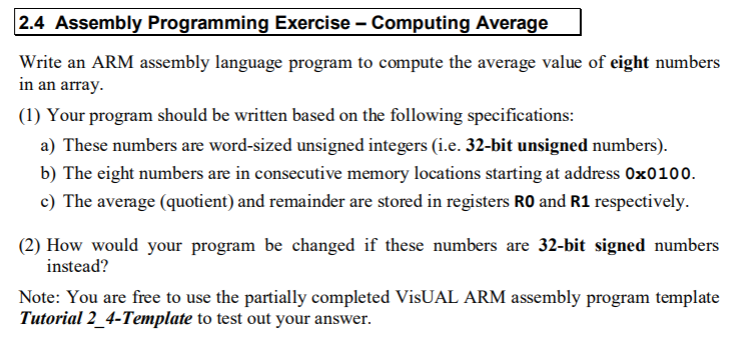 2.4 Assembly Programming Exercise – Computing Average
Write an ARM assembly language program to compute the average value of eight numbers
in an array.
(1) Your program should be written based on the following specifications:
a) These numbers are word-sized unsigned integers (i.e. 32-bit unsigned numbers).
b) The eight numbers are in consecutive memory locations starting at address 0x0100.
c) The average (quotient) and remainder are stored in registers R0 and R1 respectively.
(2) How would your program be changed if these numbers are 32-bit signed numbers
instead?
Note: You are free to use the partially completed VisUAL ARM assembly program template
Tutorial 2_4-Template to test out your answer.